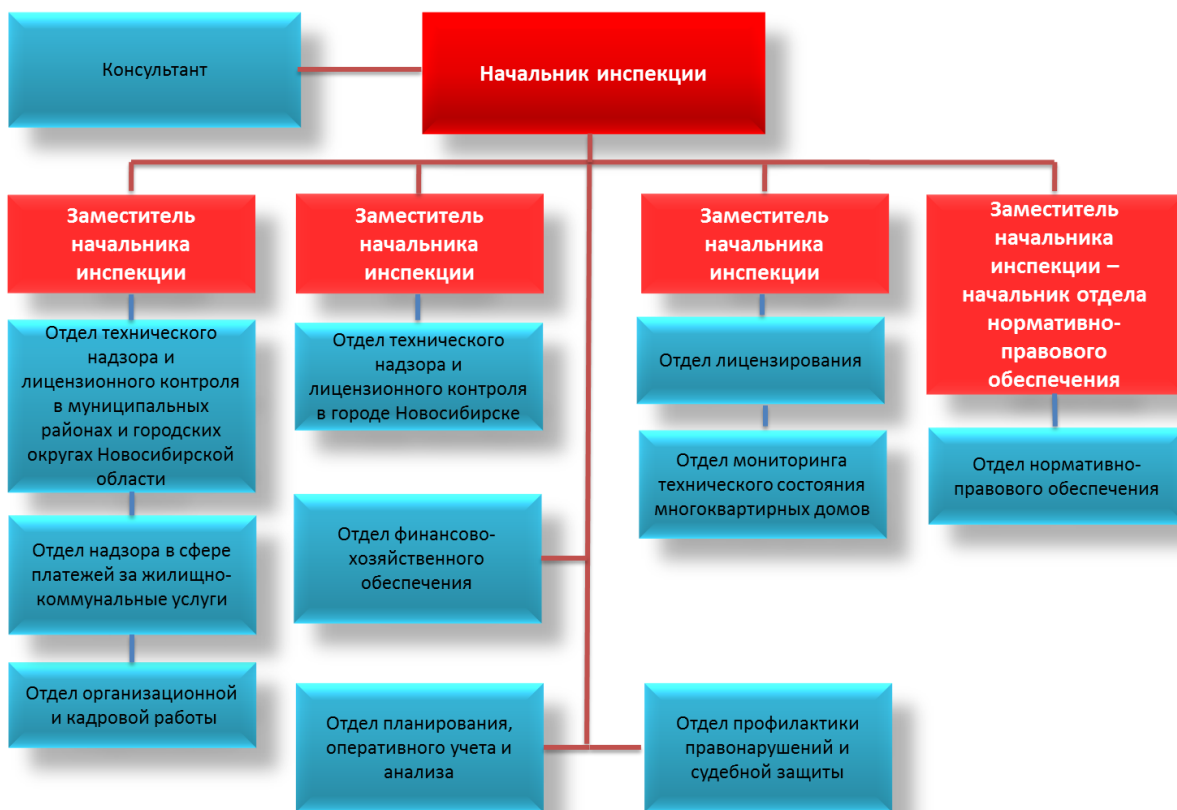 Консультант
Начальник инспекции
Заместитель
начальника
инспекции
Отдел технического
надзора и
лицензионного контроля
в муниципальных
районах и городских
округах Новосибирской
области
Отдел надзора в сфере
платежей за жилищно-
коммунальные услуги
Отдел организационной
и кадровой работы
Заместитель
начальника
инспекции
Отдел технического
надзора и
лицензионного контроля
в городе Новосибирске
Заместитель
начальника
инспекции
Отдел лицензирования
Отдел мониторинга
технического состояния
многоквартирных домов
Заместитель
начальника
инспекции –
начальник отдела
нормативно-
правового
обеспечения
Отдел нормативно-
правового обеспечения
Отдел финансово-
хозяйственного
обеспечения
Отдел планирования,
оперативного учета и
анализа
Отдел профилактики
правонарушений и
судебной защиты